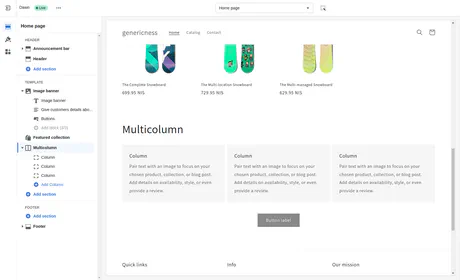 Dawn
Live
Home page
Home page
HEADER
Announcement bar
Header
Add section
TEMPLATE
Image banner
Image banner
Give customers details abo...
Buttons
Add block (3/3)
Featured collection
Multicolumn
Column
Column
Column
Add Column
Add section
FOOTER
Add section
Footer
genericness
Home
Catalog
Contact
The Complete Snowboard
The Multi-location Snowboard
The Multi-managed Snowboard
699.95 NIS
729.95 NIS
629.95 NIS
Multicolumn
Column
Pair text with an image to focus on your
chosen product, collection, or blog post.
Add details on availability, style, or even
provide a review.
Column
Pair text with an image to focus on your
chosen product, collection, or blog post.
Add details on availability, style, or even
provide a review.
Column
Pair text with an image to focus on your
chosen product, collection, or blog post.
Add details on availability, style, or even
provide a review.
Button label
Quick links
Info
Our mission